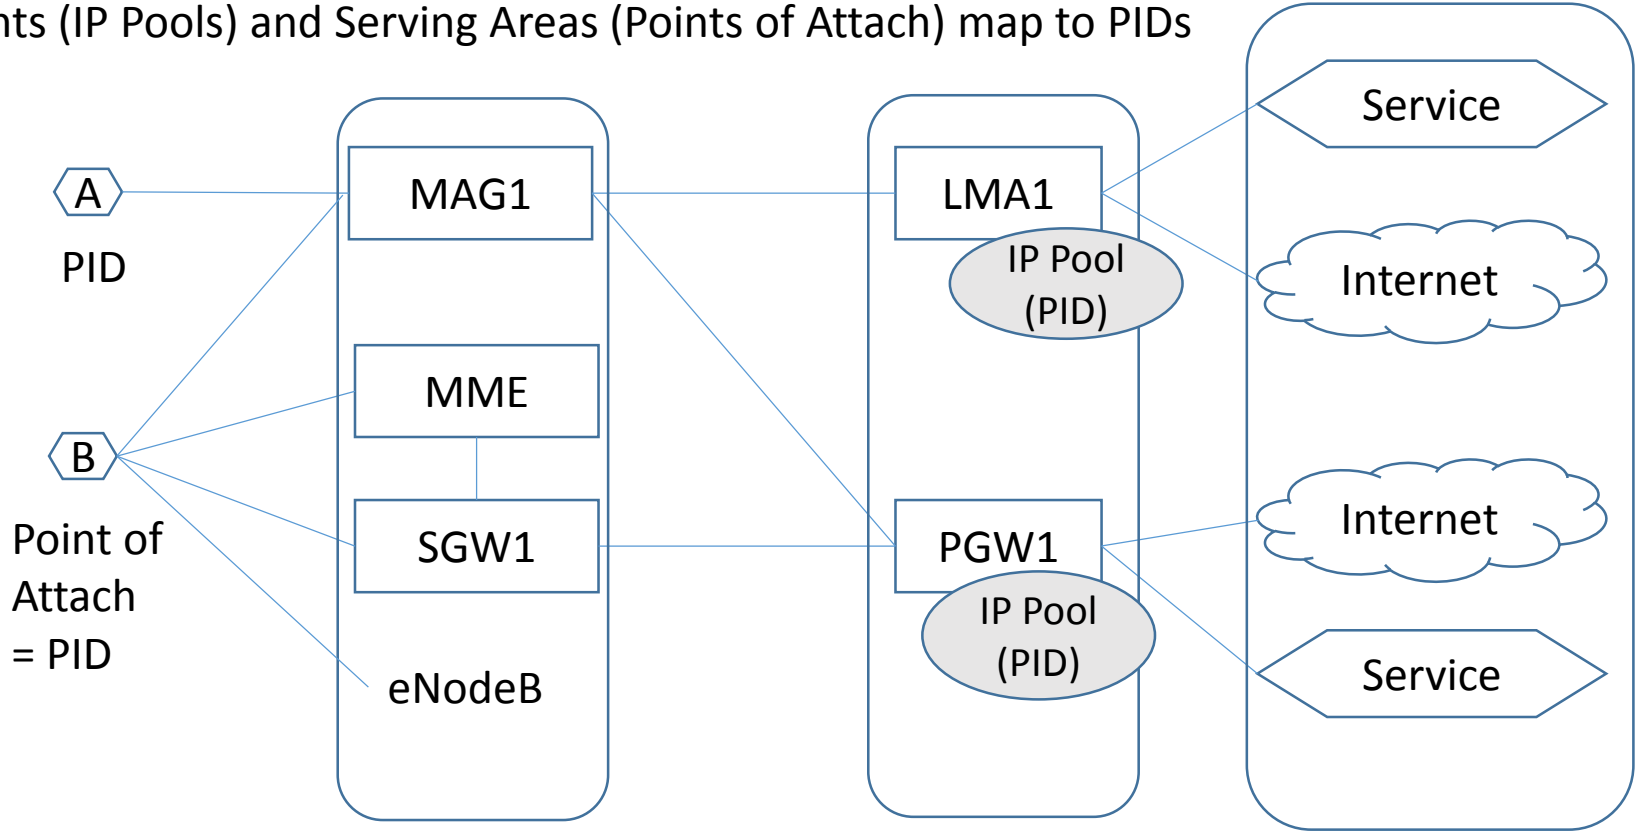 (IP Pools) and Serving Areas (Points of Attach) map to PIDs
Service
A
MAG1
LMA1
PID
IP Pool
(PID)
Internet
MME
B
Point of
Attach
= PID
SGW1
PGW1
Internet
IP Pool
(PID)
eNodeB
Service